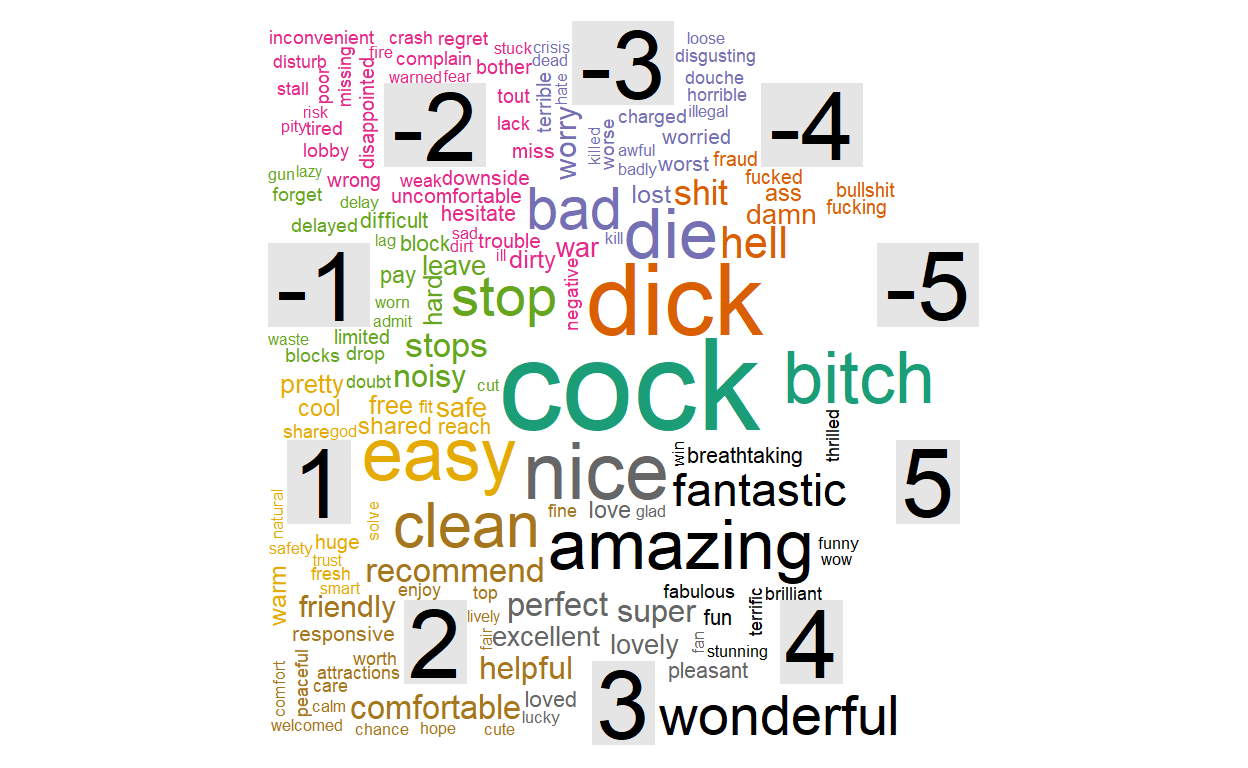 inconvenient crash regret stuck crisis -3 loose
disturb fire complain bother dead disgusting
stall poor missing disappointed warned fear terrible hate douche
-2 tout horrible -4
risk lack worry killed worse charged illegal
pity tired worried
lobby miss awful worst fraud
gun lazy wrong weak downside badly fucked
forget delay uncomfortable bad lost shit ass bullshit
delayed difficult hesitate die damn fucking
lag block dirt sad trouble war kill hell
-1 pay leave ill dirty negative -5
worn hard stop dick
admit
waste limited stops
blocks drop cock bitch
pretty doubt noisy cut
cool free fit safe
share god shared reach thrilled
1 easy nice win breathtaking 5
natural fantastic
solve clean fine love glad
safety huge amazing funny
trust wow
warm fresh recommend
smart enjoy top fabulous terrific brilliant
friendly 2 lively perfect super fun 4
responsive fair excellent lovely fan stunning
worth
comfort peaceful attractions helpful 3 pleasant
care
calm comfortable loved wonderful
welcomed chance hope cute lucky